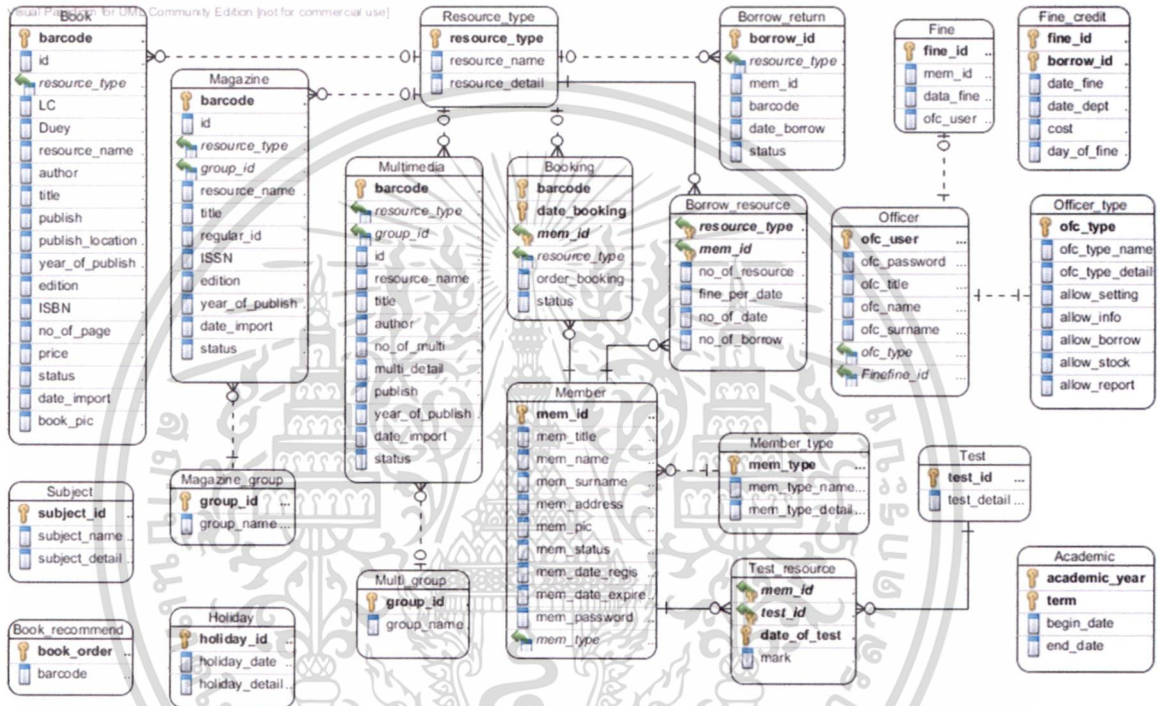 Visual Paradigm for UML Community Edition [not for commercial use]
Book
barcode
id
resource_type
LC
Duey
resource_name
author
title
publish
publish_location
year_of_publish
edition
ISBN
no_of_page
price
status
date_import
book_pic
Magazine
barcode
id
resource_type
group_id
resource_name
title
regular_id
ISSN
edition
year_of_publish
date_import
status
Resource_type
resource_type
resource_name
resource_detail
Multimedia
barcode
resource_type
group_id
id
resource_name
title
author
no_of_multi
multi_detail
publish
year_of_publish
date_import
status
Booking
barcode
date_booking
mem_id
resource_type
order_booking
status
Borrow_return
borrow_id
resource_type
mem_id
barcode
date_borrow
status
Fine
fine_id ...
mem_id ...
data_fine ...
ofc_user ...
Fine_credit
fine_id
borrow_id
date_fine
date_dept
cost
day_of_fine
Borrow_resource
resource_type
mem_id
no_of_resource
fine_per_date
no_of_date
no_of_borrow
Officer
ofc_user ...
ofc_password ...
ofc_title ...
ofc_name ...
ofc_surname ...
ofc_type ...
Finefine_id ...
Officer_type
ofc_type
ofc_type_name
ofc_type_detail
allow_setting
allow_info
allow_borrow
allow_stock
allow_report
Member
mem_id ...
mem_title ...
mem_name ...
mem_surname ...
mem_address ...
mem_pic ...
mem_status ...
mem_date_regis ...
mem_date_expire ...
mem_password ...
mem_type ...
Member_type
mem_type ...
mem_type_name...
mem_type_detail...
Test
test_id ...
test_detail ...
Test_resource
mem_id
test_id
date_of_test
mark
Academic
academic_year
term
begin_date
end_date
Subject
subject_id
subject_name
subject_detail
Magazine_group
group_id ...
group_name ...
Multi_group
group_id
group_name
Book_recommend
book_order ...
barcode ...
Holiday
holiday_id ...
holiday_date ...
holiday_detail ...